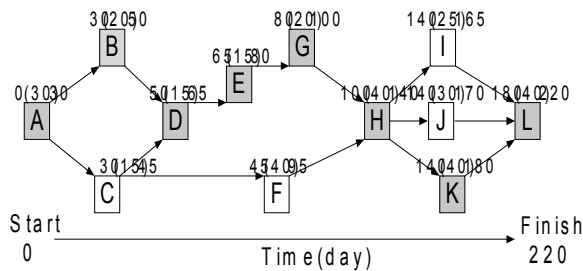 30(20)50
80(20)100
140(25)165
B
G
I
65(15)80
E
0(30)30
50(15)65
100(40)140
140(30)170
180(40)220
A
D
H
J
L
30(15)45
45(40)95
140(40)180
C
F
K
Start
0
Time(day)
Finish
220